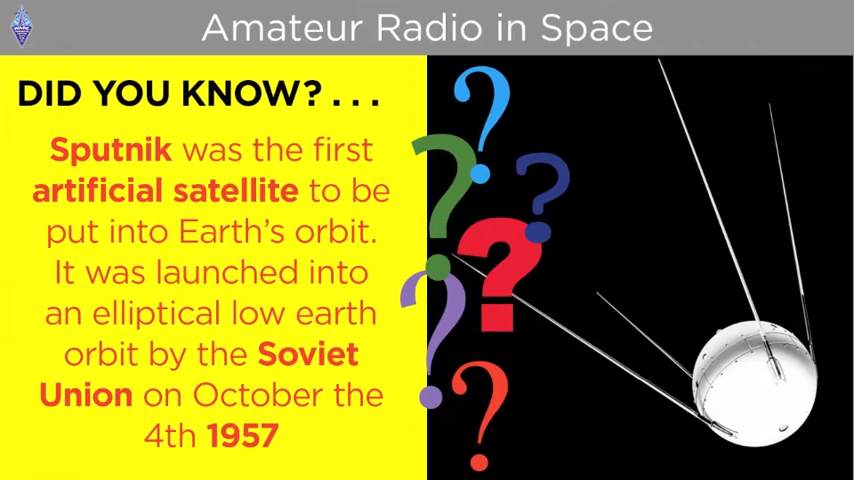 Amateur Radio in Space
DID YOU KNOW? . . .
Sputnik was the first
artificial satellite to be
put into Earth’s orbit.
It was launched into
an elliptical low earth
orbit by the Soviet
Union on October the
4th 1957
?
?
?
?
?
?